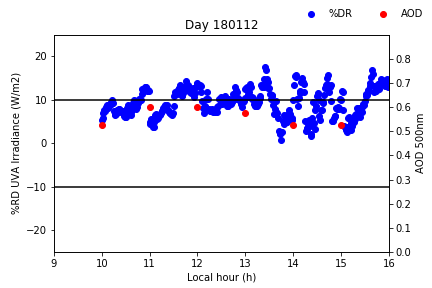 %DR AOD
Day 180112
20
10
0
−10
−20
%RD UVA Irradiance (W/m2)
0.8
0.7
0.6
0.5
0.4
0.3
0.2
0.1
0.0
AOD 500nm
9 10 11 12 13 14 15 16
Local hour (h)